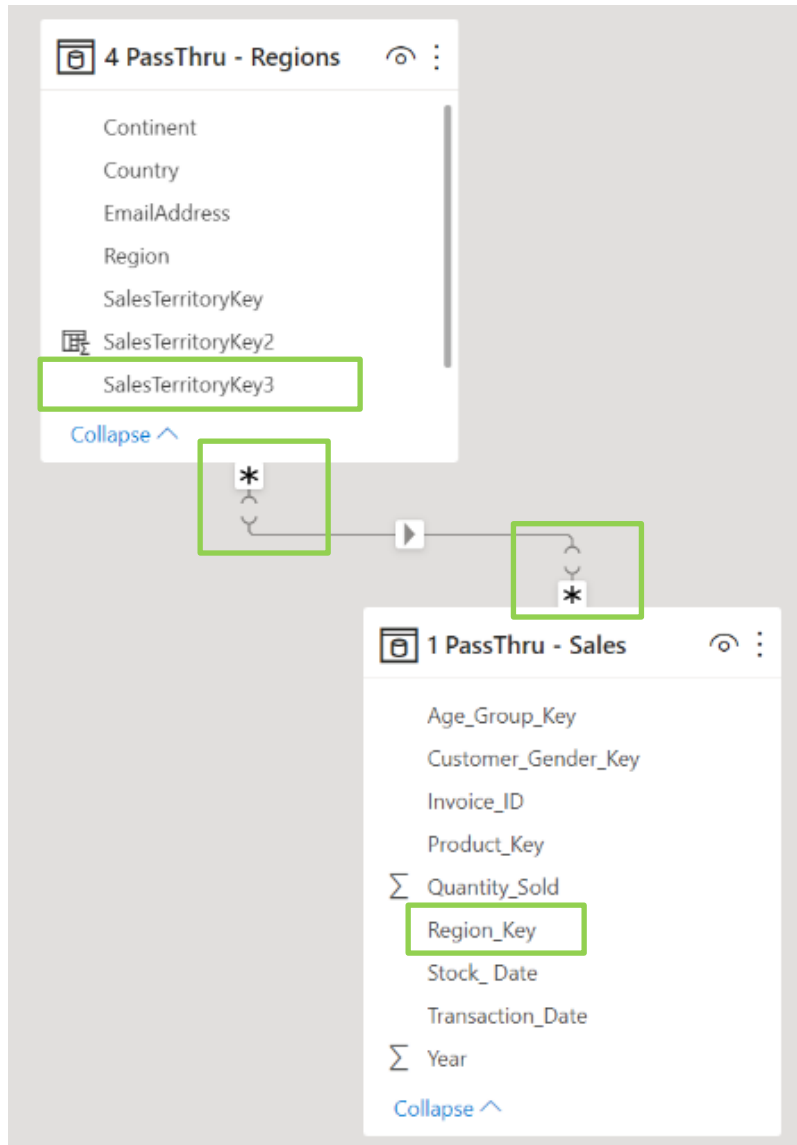 4 PassThru - Regions
Continent
Country
EmailAddress
Region
SalesTerritoryKey
SalesTerritoryKey2
SalesTerritoryKey3
Collapse
*
*
1 PassThru - Sales
Age_Group_Key
Customer_Gender_Key
Invoice_ID
Product_Key
Σ Quantity_Sold
Region_Key
Stock_ Date
Transaction_Date
Σ Year
Collapse